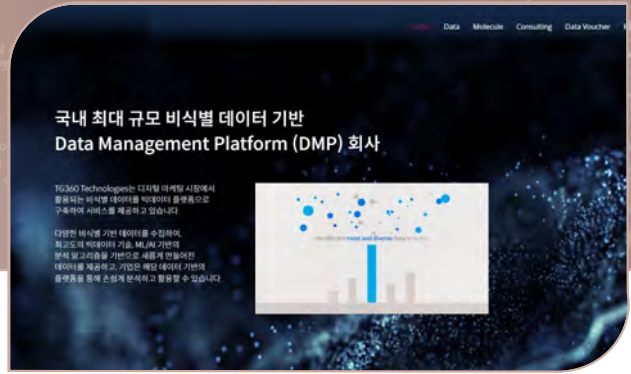 Data Molecule Consulting Data Voucher
국내 최대 규모 비식별 데이터 기반
Data Management Platform (DMP) 회사
TG360 Technologies는 디지털 마케팅 시장에서
활용되는 비식별 데이터를 빅데이터 플랫폼으로
구축하여 서비스를 제공하고 있습니다.
다양한 비식별 기반 데이터를 수집하여,
최고도의 빅데이터 기술, ML/AI 기반의
분석 알고리즘을 기반으로 새롭게 만들어진
데이터를 제공하고, 기업은 해당 데이터 기반의
플랫폼을 통해 손쉽게 분석하고 활용할 수 있습니다.
most and diverse